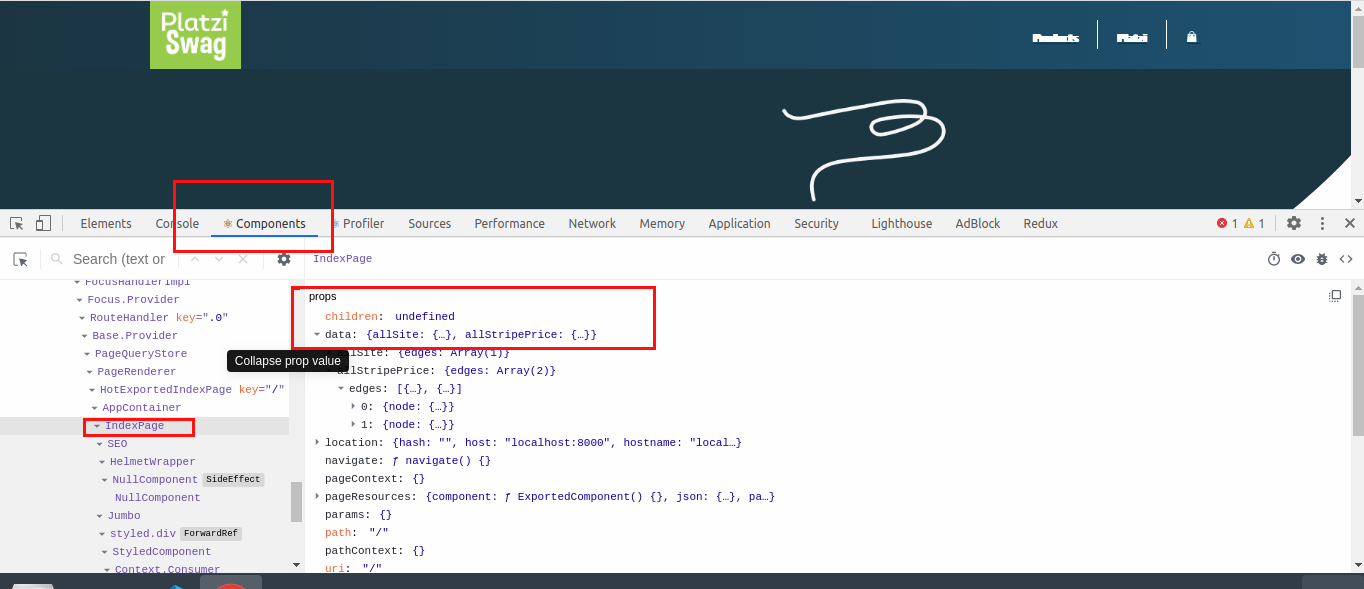 Platzi
Swag
Products
Platzi
Elements Console Components Profiler Sources Performance Network Memory Application Security Lighthouse AdBlock Redux 1 1
Search (text or
IndexPage
FocusHandlerImpl
Focus.Provider
RouteHandler key=".0"
Base.Provider
PageQueryStore
PageRenderer
HotExportedIndexPage key="/"
AppContainer
IndexPage
SEO
HelmetWrapper
NullComponent SideEffect
NullComponent
Jumbo
styled.div ForwardRef
StyledComponent
Context.Consumer
Collapse prop value
props
children: undefined
data: {allSite: {…}, allStripePrice: {…}}
allSite: {edges: Array(1)}
allStripePrice: {edges: Array(2)}
edges: [{…}, {…}]
0: {node: {…}}
1: {node: {…}}
location: {hash: "", host: "localhost:8000", hostname: "local…}
navigate: ƒ navigate() {}
pageContext: {}
pageResources: {component: ƒ ExportedComponent() {}, json: {…}, pa…}
params: {}
path: "/"
pathContext: {}
uri: "/"